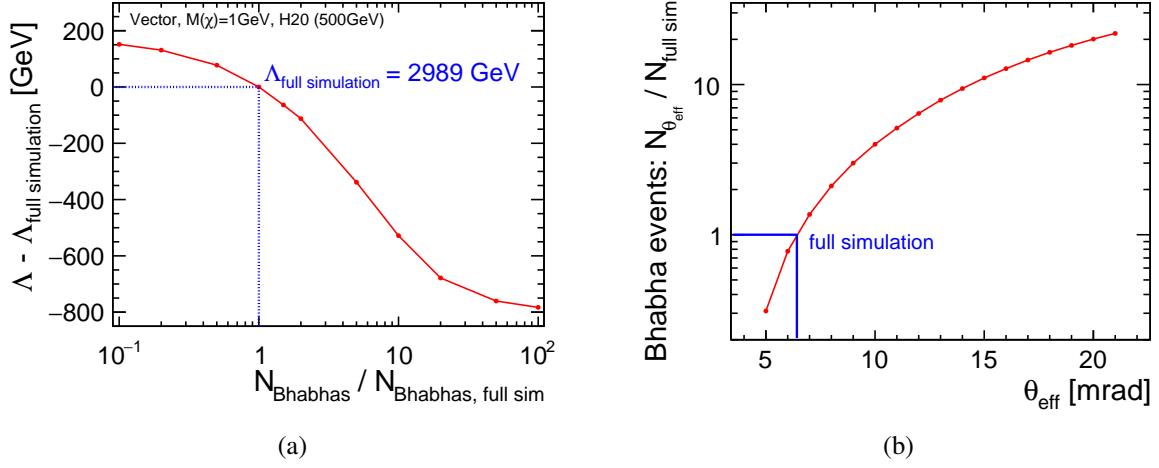 Vector, M(χ)=1GeV, H20 (500GeV)
Λfull simulation = 2989 GeV
Λ - Λfull simulation [GeV]
200
0
−200
−400
−600
−800
10−1
1
10
102
NBhabhas / NBhabhas, full sim
(a)
Bhabha events: Nθeff / Nfull sim
10
1
full simulation
5
10
15
20
θeff [mrad]
(b)